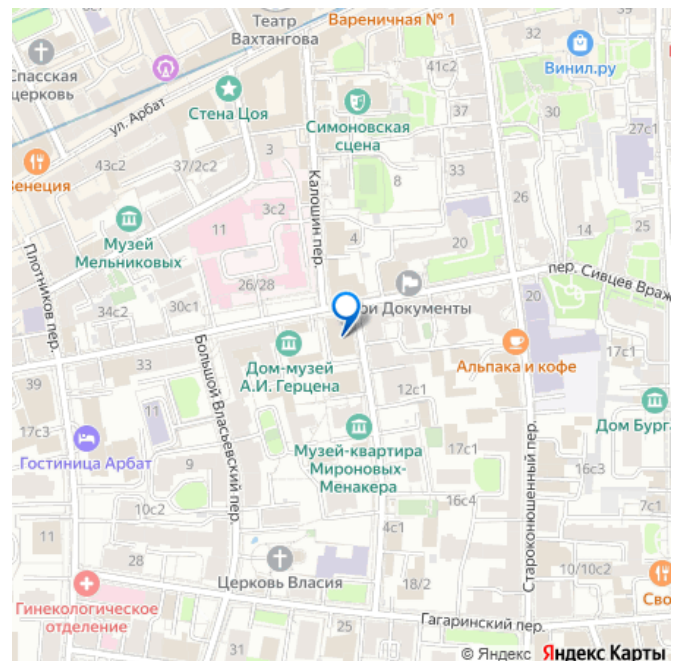 Театр
Вахтангова
Вареничная № 1
32
Спасская
церковь
Винил.ру
41с2
ул. Арбат
Стена Цоя
37
30
Симоновская
сцена
27с1
43с2
37/2с2
3
33
Венеция
8
26
Калошин пер.
3с2
Музей
Мельниковых
11
4
20
14
25
Плотников пер.
26/28
пер. Сивцев Враж
34с2
30с1
ри Документы
20
33
Большой Власьевский пер.
Дом-музей
А.И. Герцена
Альпака и кофе
17с1
39
12с1
11
17с3
Дом Бурга
Музей-квартира
Мироновых-
Менакера
17с1
Гостиница Арбат
9
16с3
Староконюшенный пер.
10с2
16с4
7с1
11
4с1
28
Церковь Власия
18/2
10/10с2
Гинекологическое
отделение
Сво
Гагаринский пер.
25
31
© Яндекс Яндекс Карты